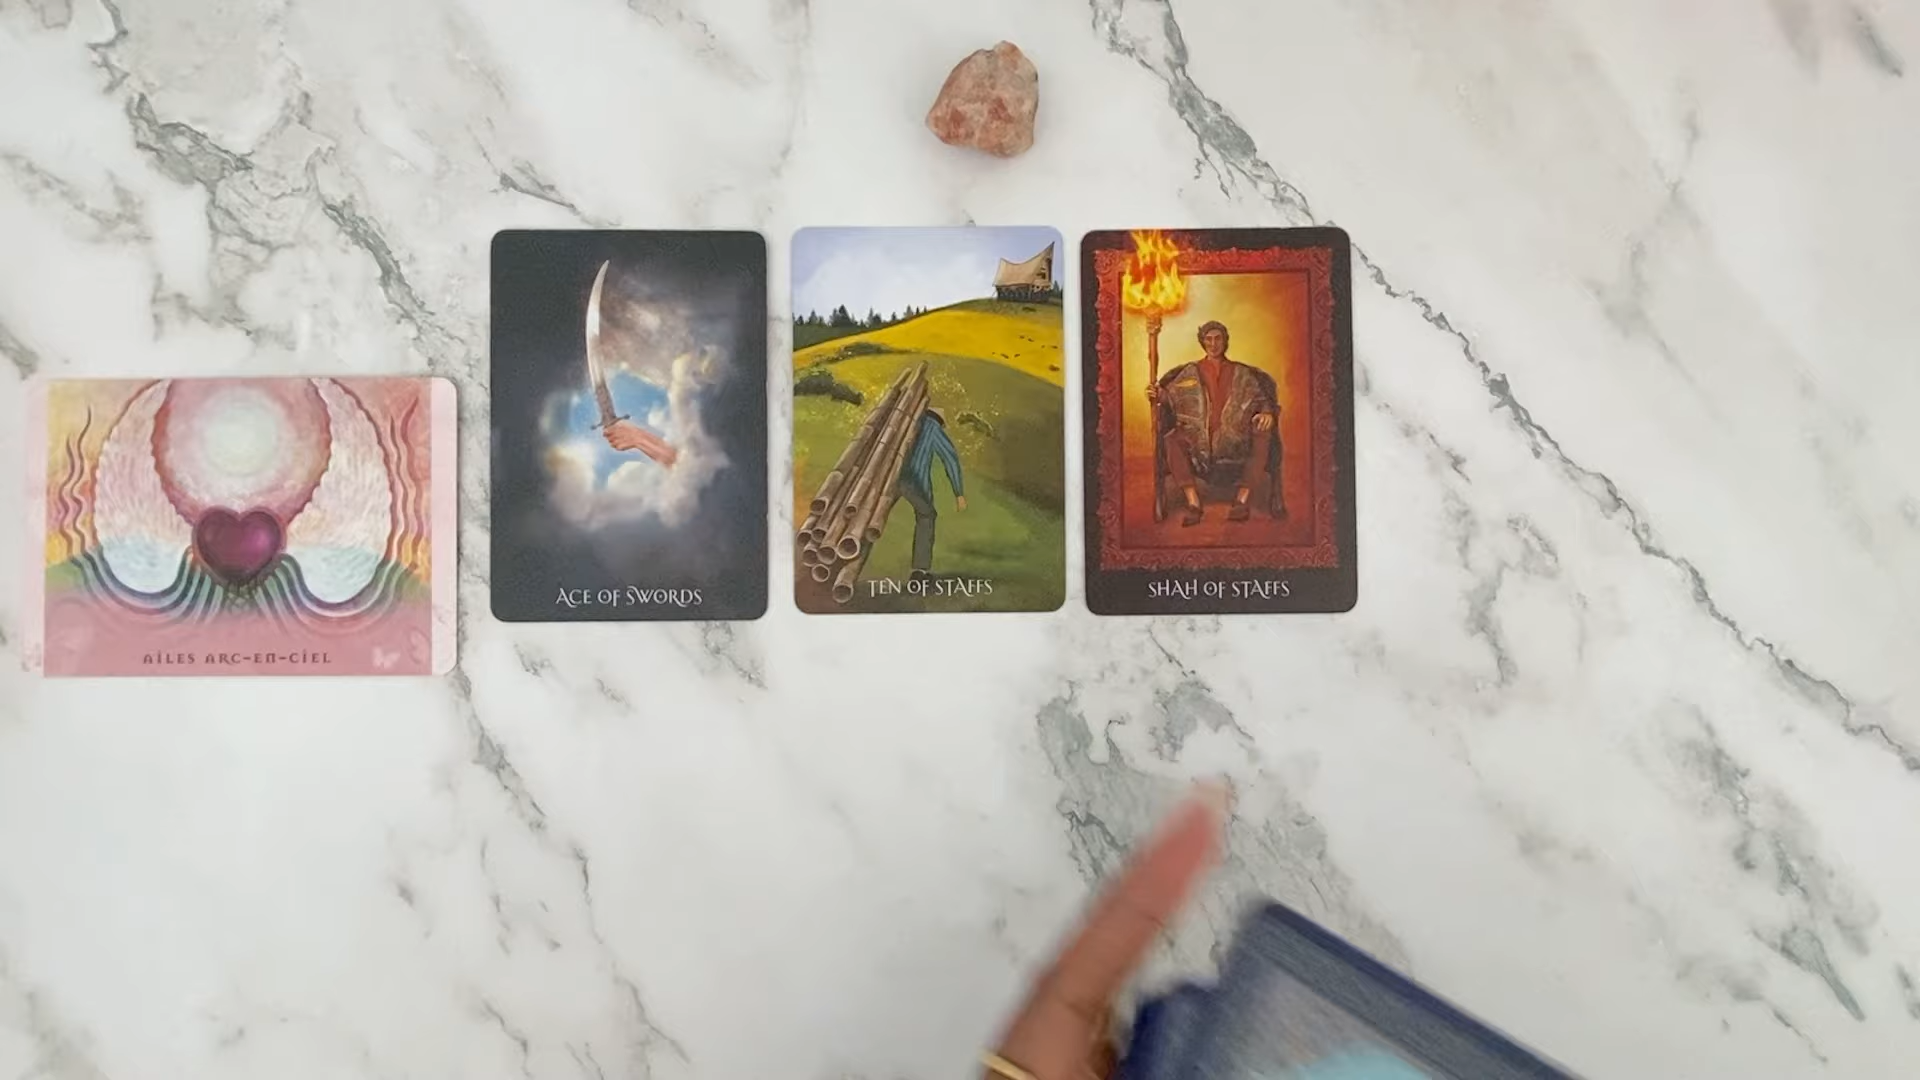 AILES ARC-EN-CIEL
ACE OF SWORDS
TEN OF STAFFS
SHAH OF STAFFS